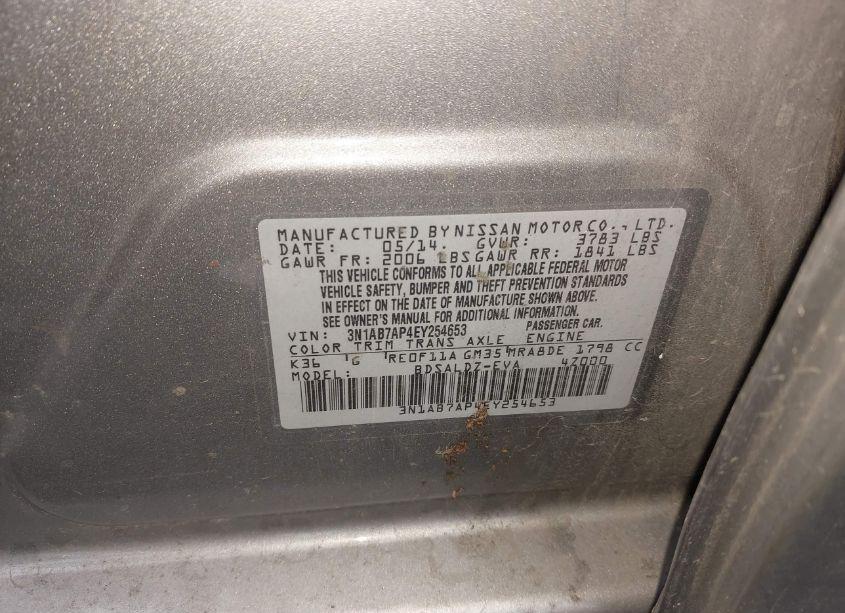 MANUFACTURED BY NISSAN MOTOR CO., LTD.
DATE: 05/14. GVWR: 3783 LBS
GAWR FR: 2006 LBS GAWR RR: 1841 LBS
THIS VEHICLE CONFORMS TO ALL APPLICABLE FEDERAL MOTOR
VEHICLE SAFETY, BUMPER AND THEFT PREVENTION STANDARDS
IN EFFECT ON THE DATE OF MANUFACTURE SHOWN ABOVE.
SEE OWNER'S MANUAL FOR ADDITIONAL INFORMATION.
VIN: 3N1AB7AP4EY254653 PASSENGER CAR.
COLOR TRIM TRANS AXLE ENGINE
K36 'G 'RE0F11A GM35'MRA8DE 1798 CC
MODEL: BDSALDZ-EVA 47000
3N1AB7AP4EY254653